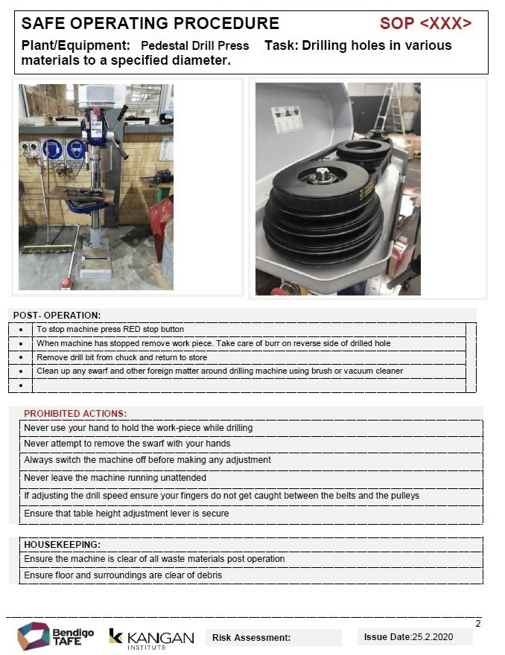 SAFE OPERATING PROCEDURE SOP <XXX>
Plant/Equipment: Pedestal Drill Press Task: Drilling holes in various
materials to a specified diameter.
POST- OPERATION:
• To stop machine press RED stop button
• When machine has stopped remove work piece. Take care of burr on reverse side of drilled hole
• Remove drill bit from chuck and return to store
• Clean up any swarf and other foreign matter around drilling machine using brush or vacuum cleaner
•
PROHIBITED ACTIONS:
Never use your hand to hold the work-piece while drilling
Never attempt to remove the swarf with your hands
Always switch the machine off before making any adjustment
Never leave the machine running unattended
If adjusting the drill speed ensure your fingers do not get caught between the belts and the pulleys
Ensure that table height adjustment lever is secure
HOUSEKEEPING:
Ensure the machine is clear of all waste materials post operation
Ensure floor and surroundings are clear of debris
2
Bendigo
TAFE
KANGAN
INSTITUTE
Risk Assessment:
Issue Date:25.2.2020